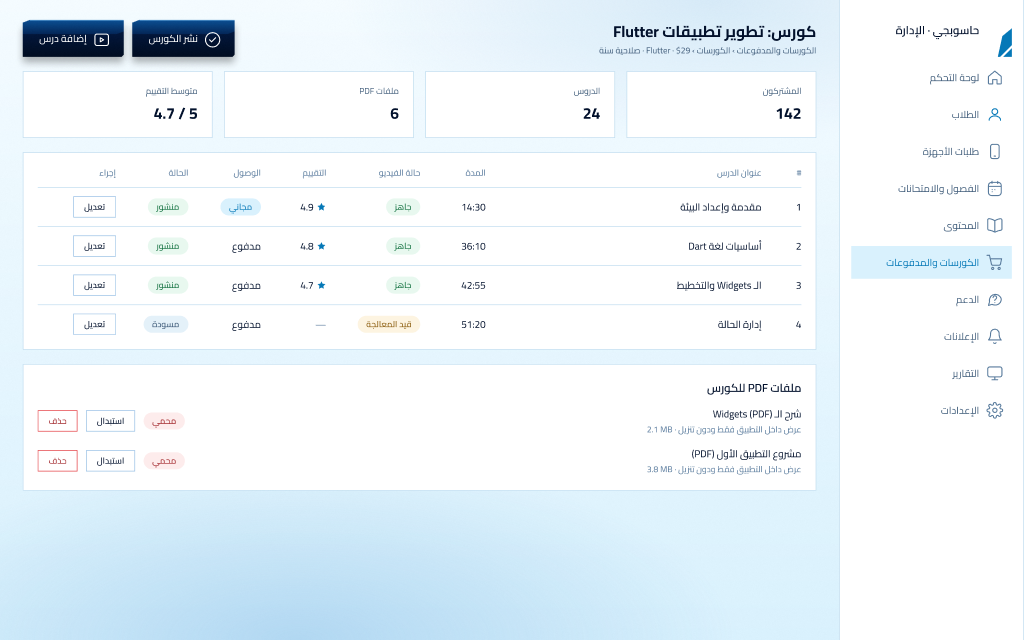 حاسوبجي · الإدارة
لوحة التحكم
الطلاب
طلبات الأجهزة
الفصول والامتحانات
المحتوى
الكورسات والمدفوعات
الدعم
الإعلانات
التقارير
الإعدادات
كورس: تطوير تطبيقات Flutter
الكورسات والمدفوعات · الكورسات · Flutter · $29 · صلاحية سنة
نشر الكورس
إضافة درس
المشتركون
142
الدروس
24
ملفات PDF
6
متوسط التقييم
4.7 / 5
# عنوان الدرس المدة حالة الفيديو التقييم الوصول الحالة إجراء
1 مقدمة وإعداد البيئة 14:30 جاهز ★ 4.9 مجاني منشور تعديل
2 أساسيات لغة Dart 36:10 جاهز ★ 4.8 مدفوع منشور تعديل
3 الـ Widgets والتخطيط 42:55 جاهز ★ 4.7 مدفوع منشور تعديل
4 إدارة الحالة 51:20 قيد المعالجة — مدفوع مسودة تعديل
ملفات PDF للكورس
شرح الـ Widgets (PDF)
عرض داخل التطبيق فقط ودون تنزيل · 2.1 MB
محمي استبدال حذف
مشروع التطبيق الأول (PDF)
عرض داخل التطبيق فقط ودون تنزيل · 3.8 MB
محمي استبدال حذف